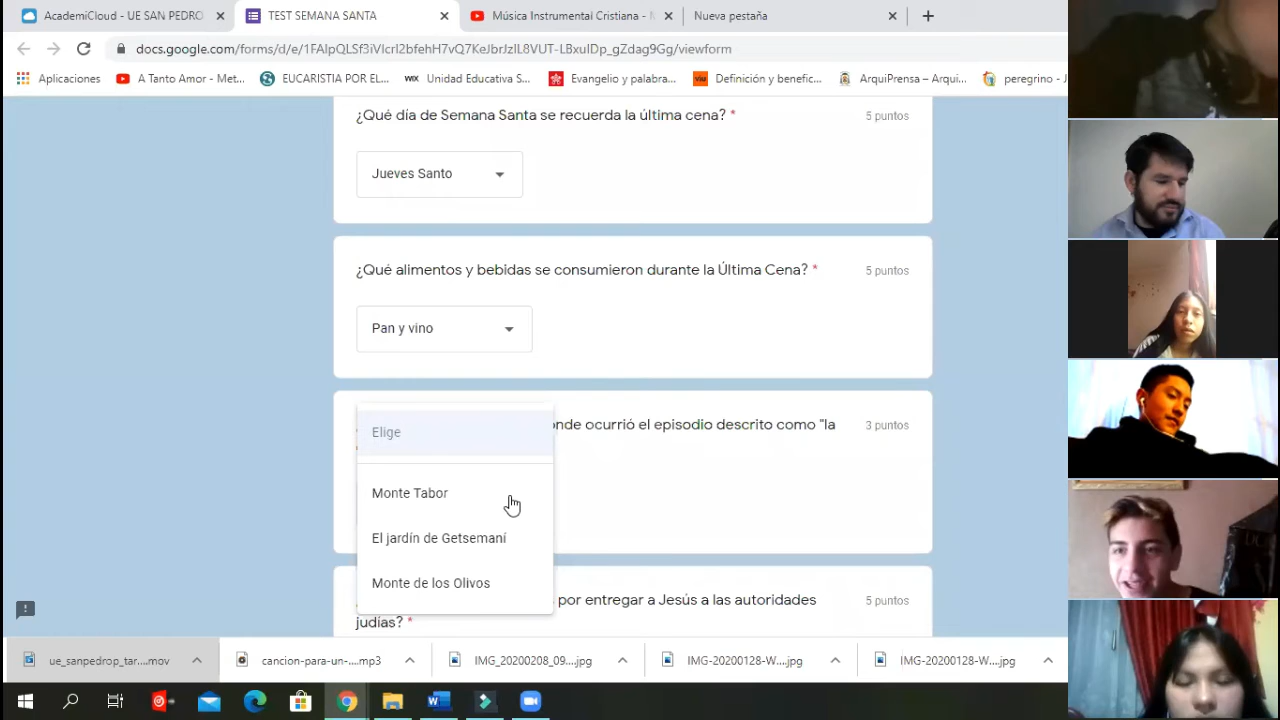 AcademiCloud - UE SAN PEDRO
TEST SEMANA SANTA
Música Instrumental Cristiana -
Nueva pestaña
docs.google.com/forms/d/e/
/viewform
Aplicaciones
A Tanto Amor - Met...
EUCARISTÍA POR EL...
WIX Unidad Educativa S...
Evangelio y palabra...
viu Definición y benefic...
ArquiPrensa – Arqui...
peregrino - J
¿Qué día de Semana Santa se recuerda la última cena? *
5 puntos
Jueves Santo
¿Qué alimentos y bebidas se consumieron durante la Última Cena? *
5 puntos
Pan y vino
onde ocurrió el episodio descrito como "la
3 puntos
Elige
Monte Tabor
El jardín de Getsemaní
Monte de los Olivos
por entregar a Jesús a las autoridades
5 puntos
judías? *
ue_sanpedrop_tar....mov
cancion-para-un-....mp3
IMG_20200208_09....jpg
IMG-20200128-W....jpg
IMG-20200128-W....jpg